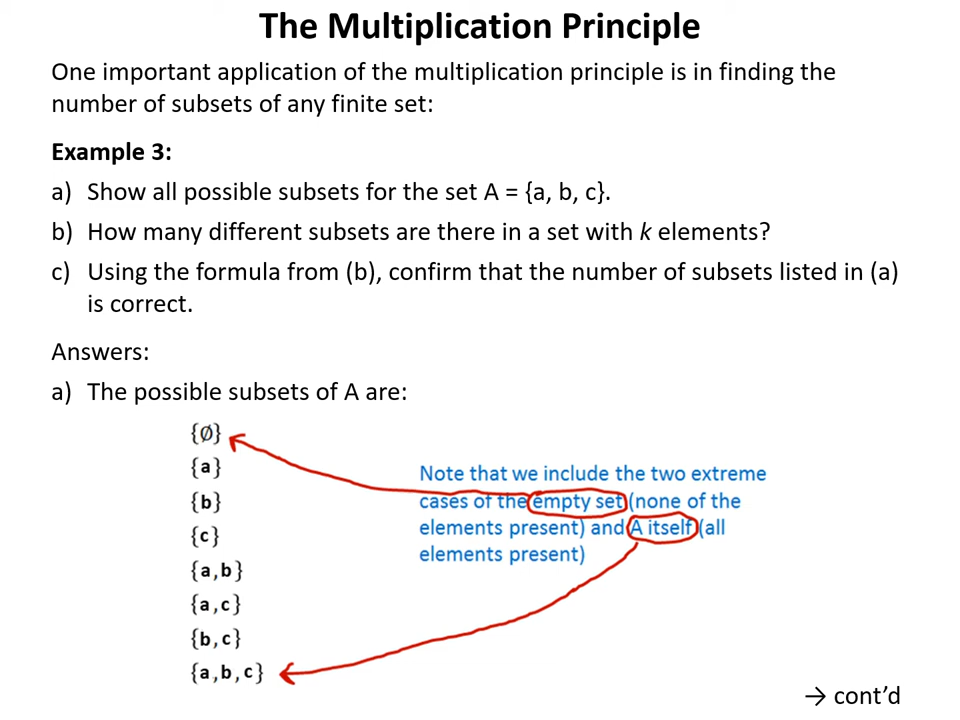 The Multiplication Principle
One important application of the multiplication principle is in finding the
number of subsets of any finite set:
Example 3:
a) Show all possible subsets for the set A = {a, b, c}.
b) How many different subsets are there in a set with k elements?
c) Using the formula from (b), confirm that the number of subsets listed in (a)
is correct.
Answers:
a) The possible subsets of A are:
{∅}
{a}
{b}
{c}
{a,b}
{a,c}
{b,c}
{a,b,c}
Note that we include the two extreme
cases of the empty set (none of the
elements present) and A itself (all
elements present)
→ cont’d